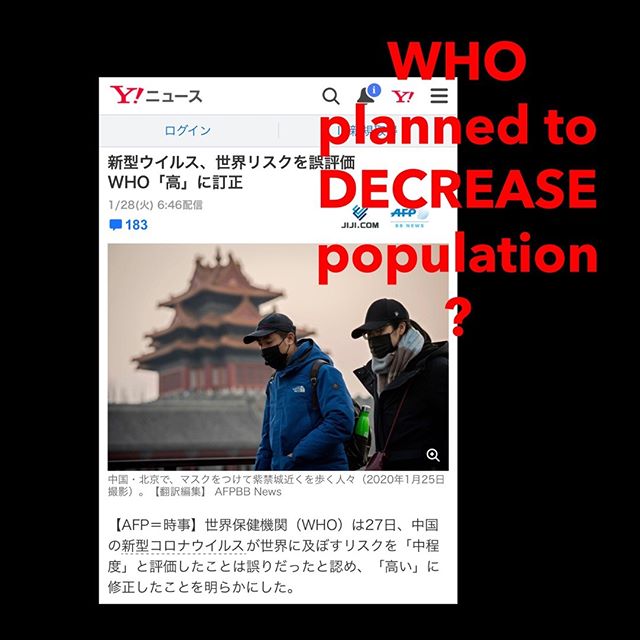 WHO
planned to
DECREASE
population
?
Y!ニュース
Y!
ログイン
新型ウイルス、世界リスクを誤評価
WHO「高」に訂正
1/28(火) 6:46配信
183
JIJI.COM
AFP
BB NEWS
中国・北京で、マスクをつけて紫禁城近くを歩く人々（2020年1月25日
撮影）。【翻訳編集】 AFPBB News
【AFP＝時事】世界保健機関（WHO）は27日、中国
の新型コロナウイルスが世界に及ぼすリスクを「中程
度」と評価したことは誤りだったと認め、「高い」に
修正したことを明らかにした。